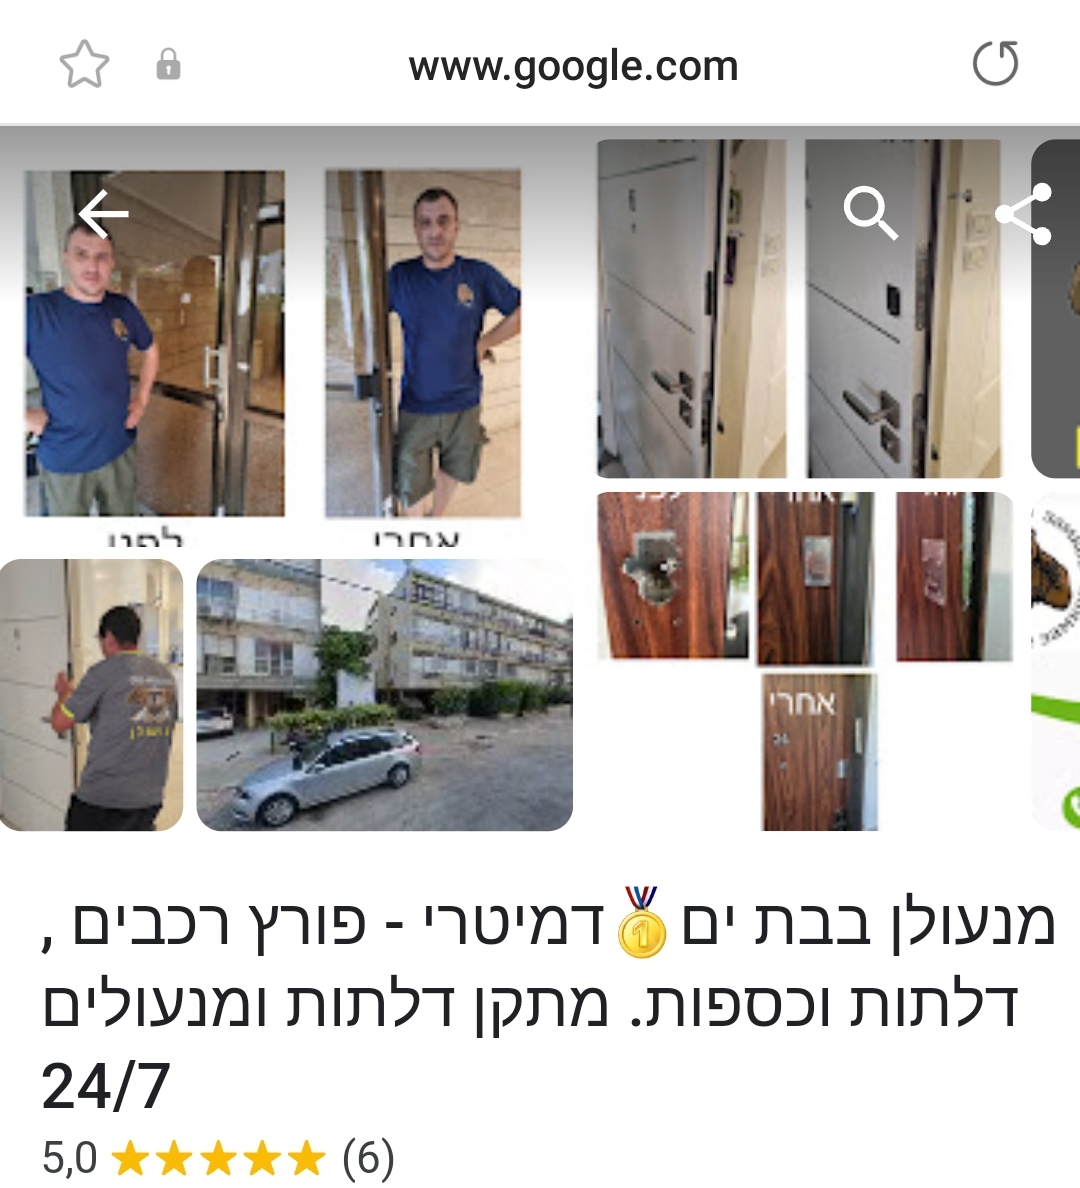 www.google.com
לפני
אחרי
אחרי
אחרי
מנעולן בבת ים🥇דמיטרי - פורץ רכבים ,
דלתות וכספות. מתקן דלתות ומנעולים
24/7
5,0 ★★★★★ (6)